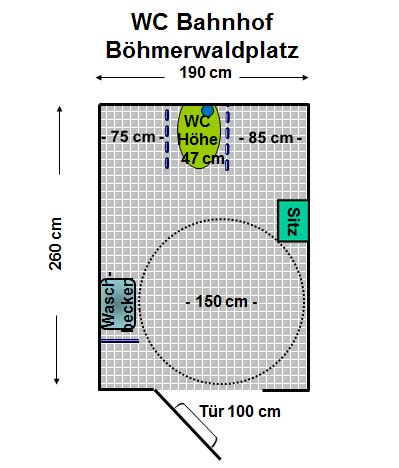 WC Bahnhof
Böhmerwaldplatz
190 cm
- 75 cm -
WC
Höhe
47 cm
- 85 cm -
260 cm
Sitz
Wasch-
becken
- 150 cm -
Tür 100 cm